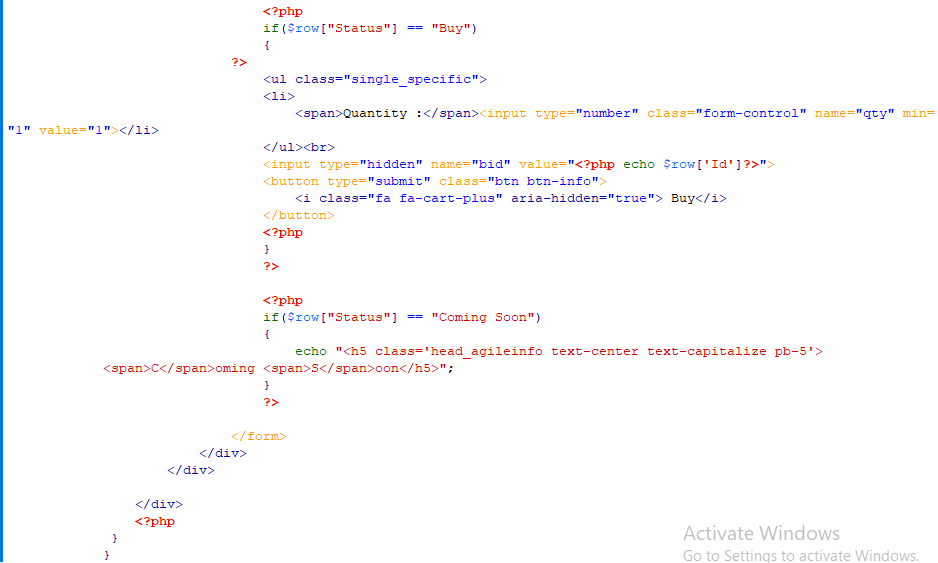 <?php
if($row["Status"] == "Buy")
{
?>
<ul class="single_specific">
<li>
<span>Quantity :</span><input type="number" class="form-control" name="qty" min=
"1" value="1"></li>
</ul><br>
<input type="hidden" name="bid" value="<?php echo $row['Id']?>">
<button type="submit" class="btn btn-info">
<i class="fa fa-cart-plus" aria-hidden="true"> Buy</i>
</button>
<?php
}
?>
<?php
if($row["Status"] == "Coming Soon")
{
echo "<h5 class='head_agileinfo text-center text-capitalize pb-5'>
<span>C</span>oming <span>S</span>oon</h5>";
}
?>
</form>
</div>
</div>
</div>
<?php
}
}
Activate Windows
Go to Settings to activate Windows.